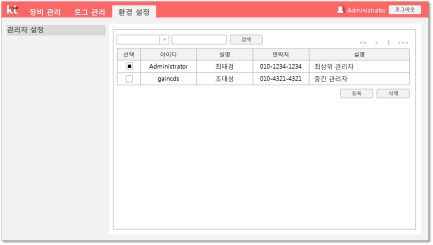 kt 장비 관리 로그 관리 환경 설정 Administrator 로그아웃
관리자 설정
검색
<< < 1 >>>
선택 아이디 실명 연락처 설명
Administrator 최태경 010-1234-1234 최상위 관리자
gaincds 조대성 010-4321-4321 중간 관리자
등록 삭제